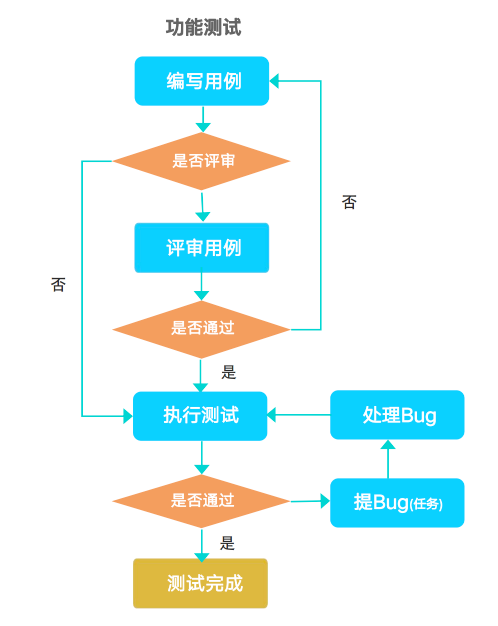 功能测试
编写用例
是否评审
否
评审用例
否
是否通过
是
执行测试
处理Bug
是否通过
提Bug(任务)
是
测试完成